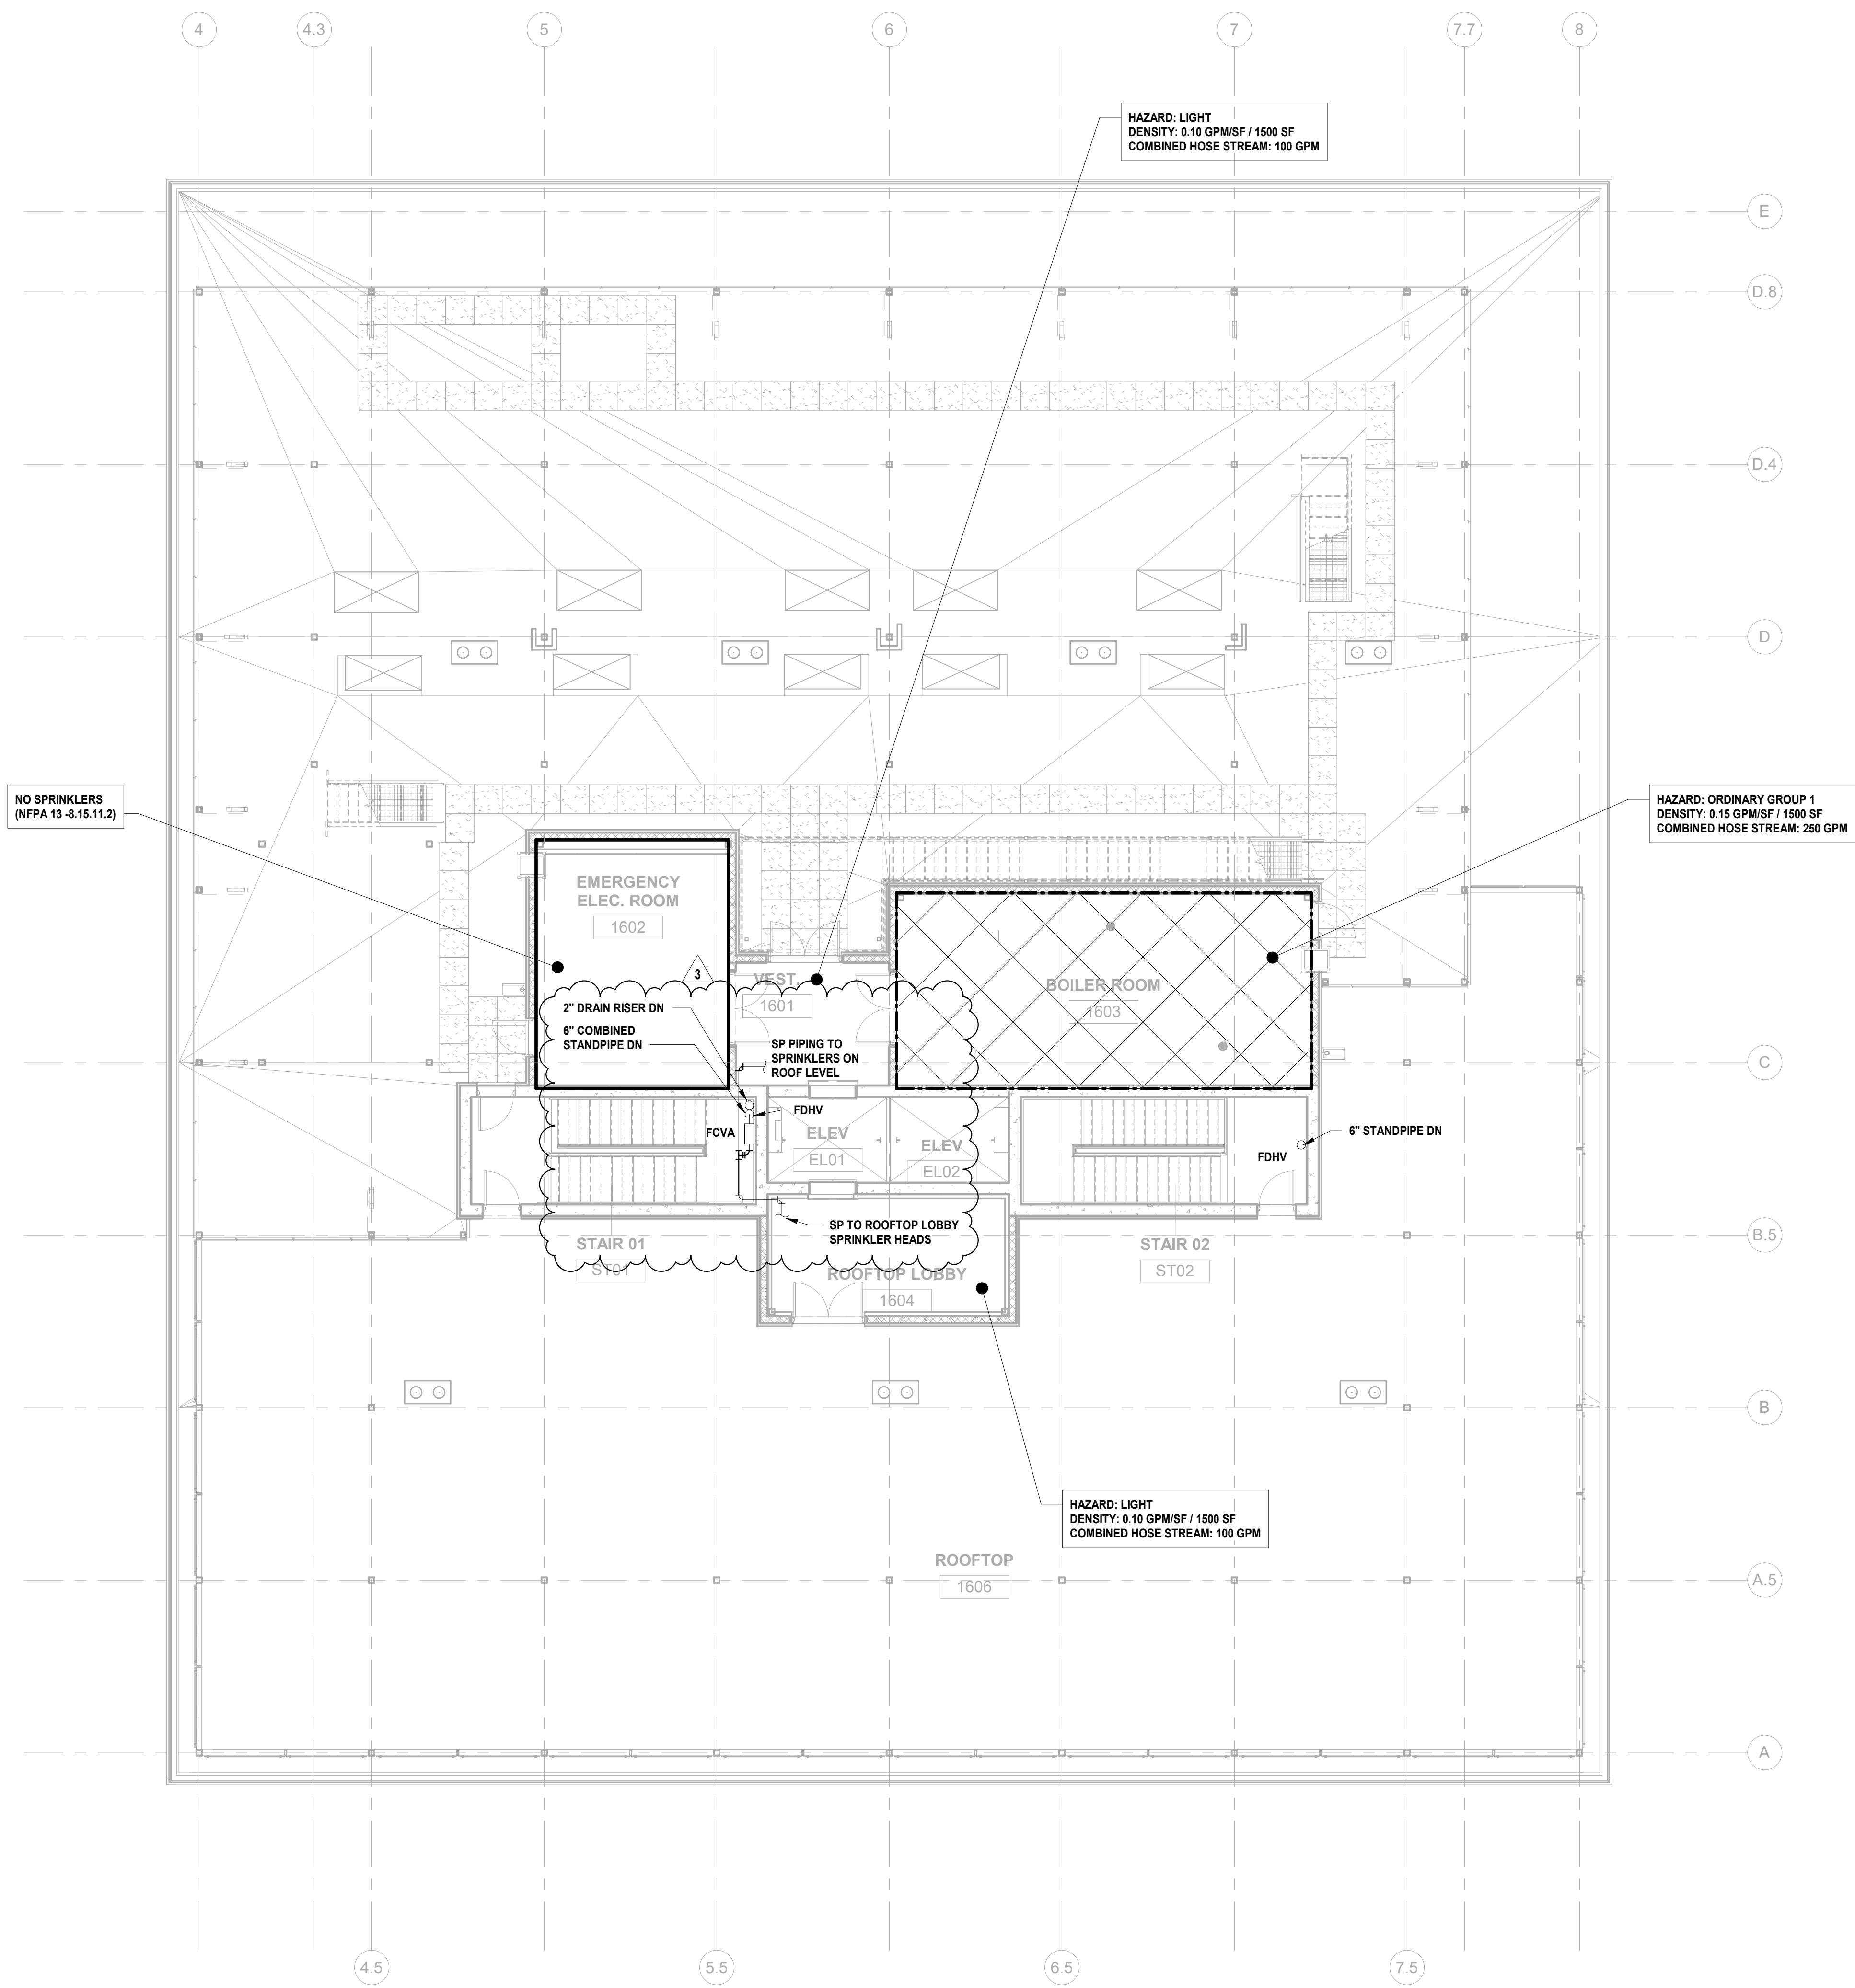 4
4.3
5
6
7
7.7
8
HAZARD: LIGHT
DENSITY: 0.10 GPM/SF / 1500 SF
COMBINED HOSE STREAM: 100 GPM
E
D.8
D.4
D
NO SPRINKLERS
(NFPA 13 -8.15.11.2)
HAZARD: ORDINARY GROUP 1
DENSITY: 0.15 GPM/SF / 1500 SF
COMBINED HOSE STREAM: 250 GPM
EMERGENCY
ELEC. ROOM
1602
3
VEST.
1601
BOILER ROOM
1603
2" DRAIN RISER DN
6" COMBINED
STANDPIPE DN
SP PIPING TO
SPRINKLERS ON
ROOF LEVEL
C
FDHV
FCVA
ELEV
EL01
ELEV
EL02
6" STANDPIPE DN
FDHV
SP TO ROOFTOP LOBBY
SPRINKLER HEADS
STAIR 01
ST01
STAIR 02
ST02
B.5
ROOFTOP LOBBY
1604
B
HAZARD: LIGHT
DENSITY: 0.10 GPM/SF / 1500 SF
COMBINED HOSE STREAM: 100 GPM
ROOFTOP
1606
A.5
A
4.5
5.5
6.5
7.5